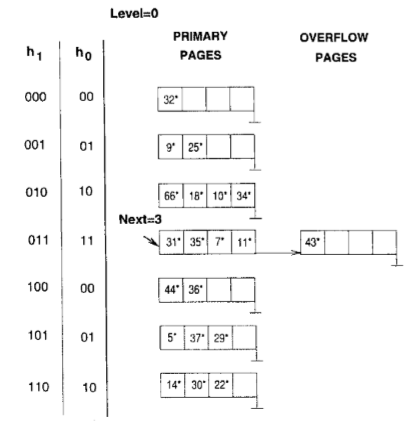 Level=0
PRIMARY OVERFLOW
h1 h0 PAGES PAGES
000 00 32*
001 01 9* 25*
010 10 66* 18* 10* 34*
Next=3
011 11 31* 35* 7* 11* 43*
100 00 44* 36*
101 01 5* 37* 29*
110 10 14* 30* 22*